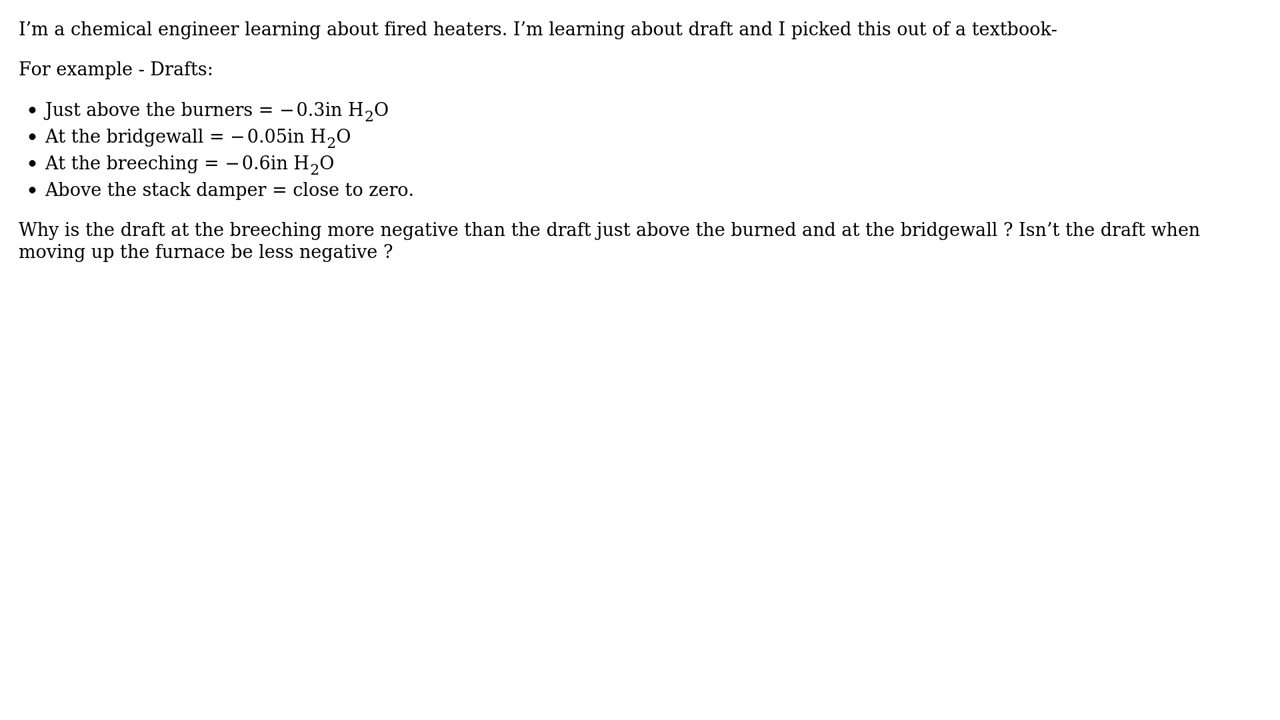 I’m a chemical engineer learning about fired heaters. I’m learning about draft and I picked this out of a textbook-
For example - Drafts:
• Just above the burners = −0.3in H₂O
• At the bridgewall = −0.05in H₂O
• At the breeching = −0.6in H₂O
• Above the stack damper = close to zero.
Why is the draft at the breeching more negative than the draft just above the burned and at the bridgewall ? Isn’t the draft when
moving up the furnace be less negative ?